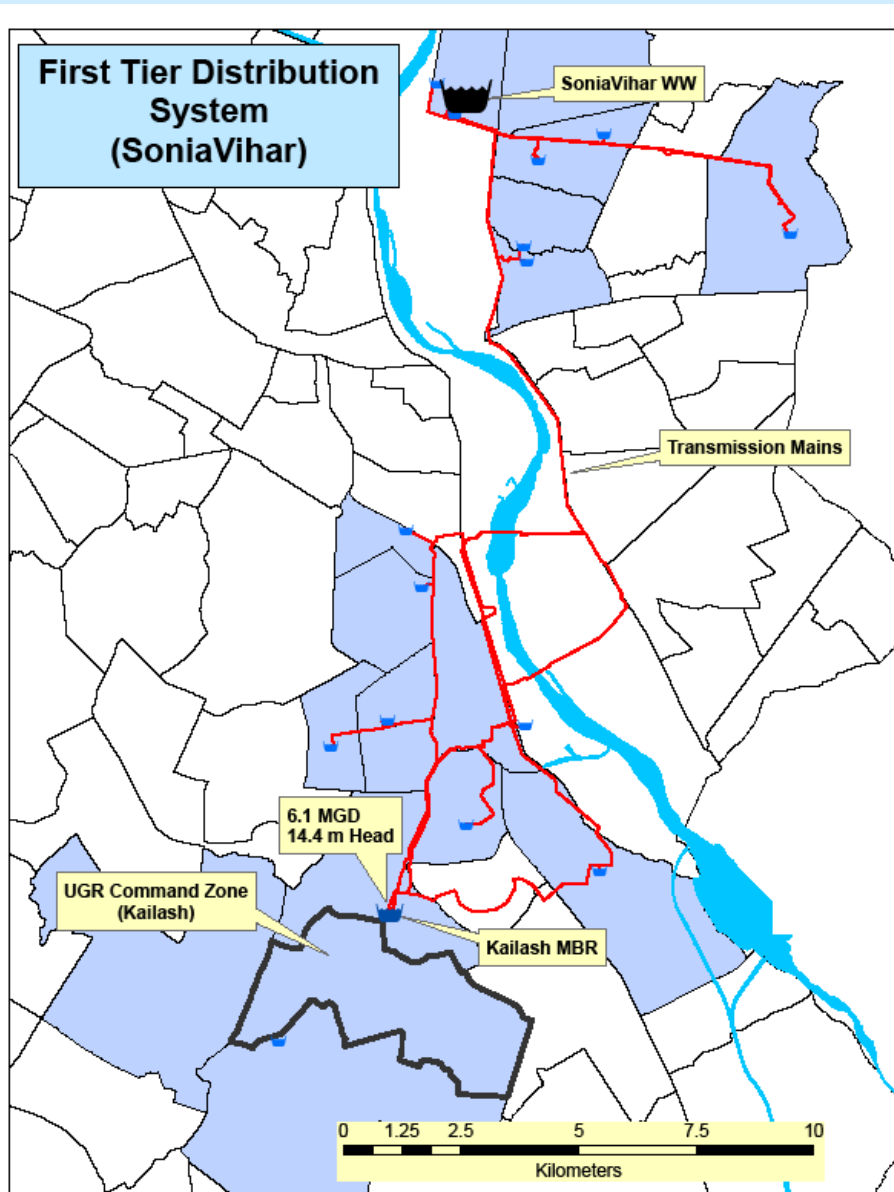 First Tier Distribution
System
(SoniaVihar)
SoniaVihar WW
Transmission Mains
6.1 MGD
14.4 m Head
UGR Command Zone
(Kailash)
Kailash MBR
0 1.25 2.5 5 7.5 10
Kilometers